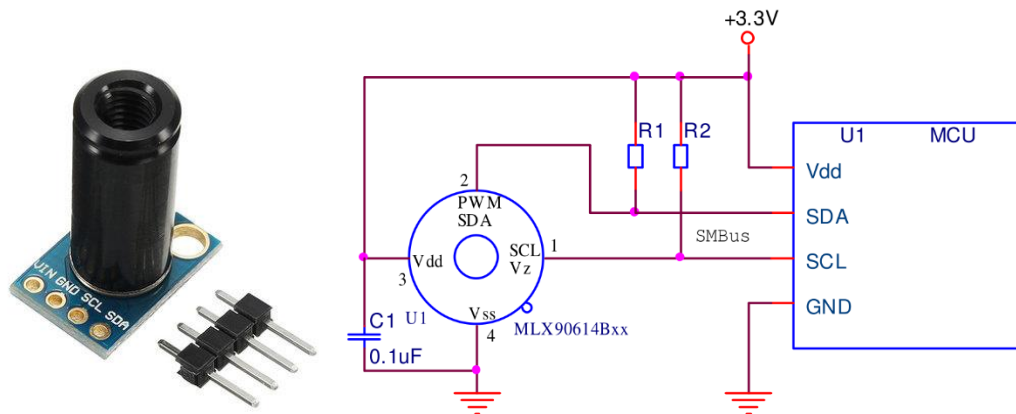 VIN GND SCL SDA
+3.3V
R1
R2
U1 MCU
Vdd
SDA
SCL
GND
SMBus
2
PWM
SDA
SCL
Vz
1
Vdd
3
Vss
4
U1
MLX90614Bxx
C1
0.1uF